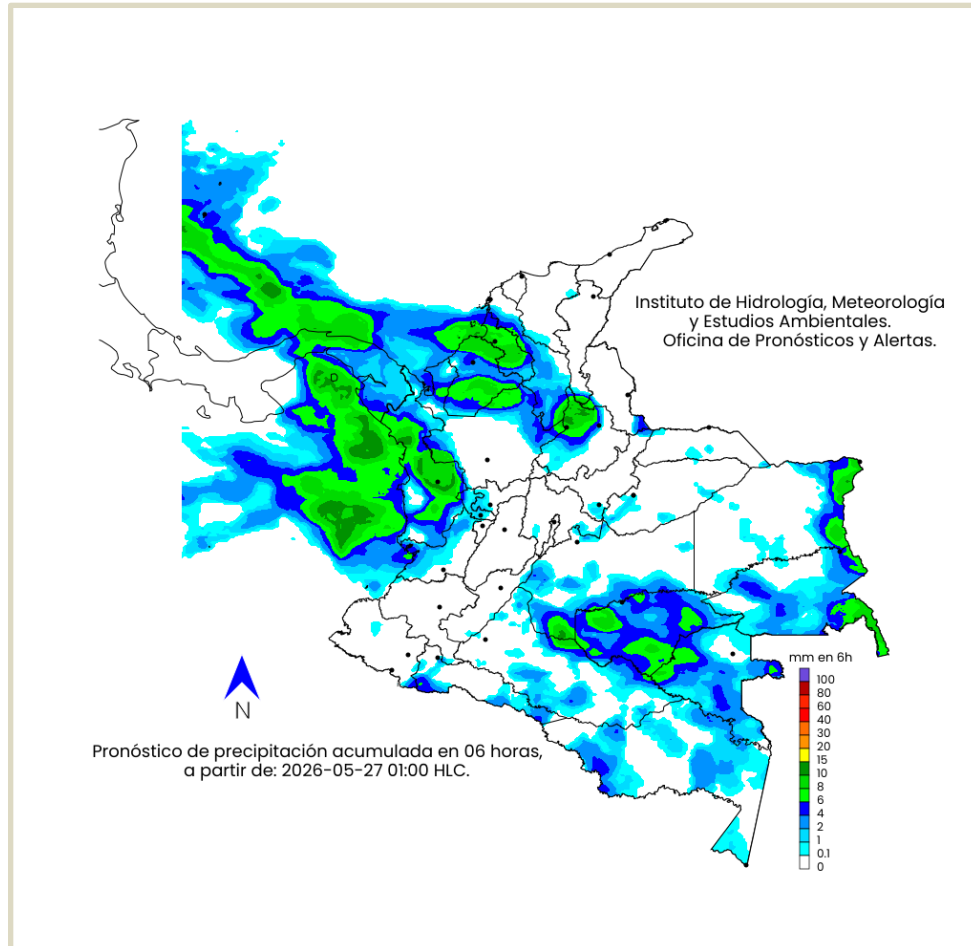 Instituto de Hidrología, Meteorología
y Estudios Ambientales.
Oficina de Pronósticos y Alertas.
mm en 6h
100
80
60
40
30
20
15
10
8
6
4
2
1
0.1
0
N
Pronóstico de precipitación acumulada en 06 horas,
a partir de: 2026-05-27 01:00 HLC.